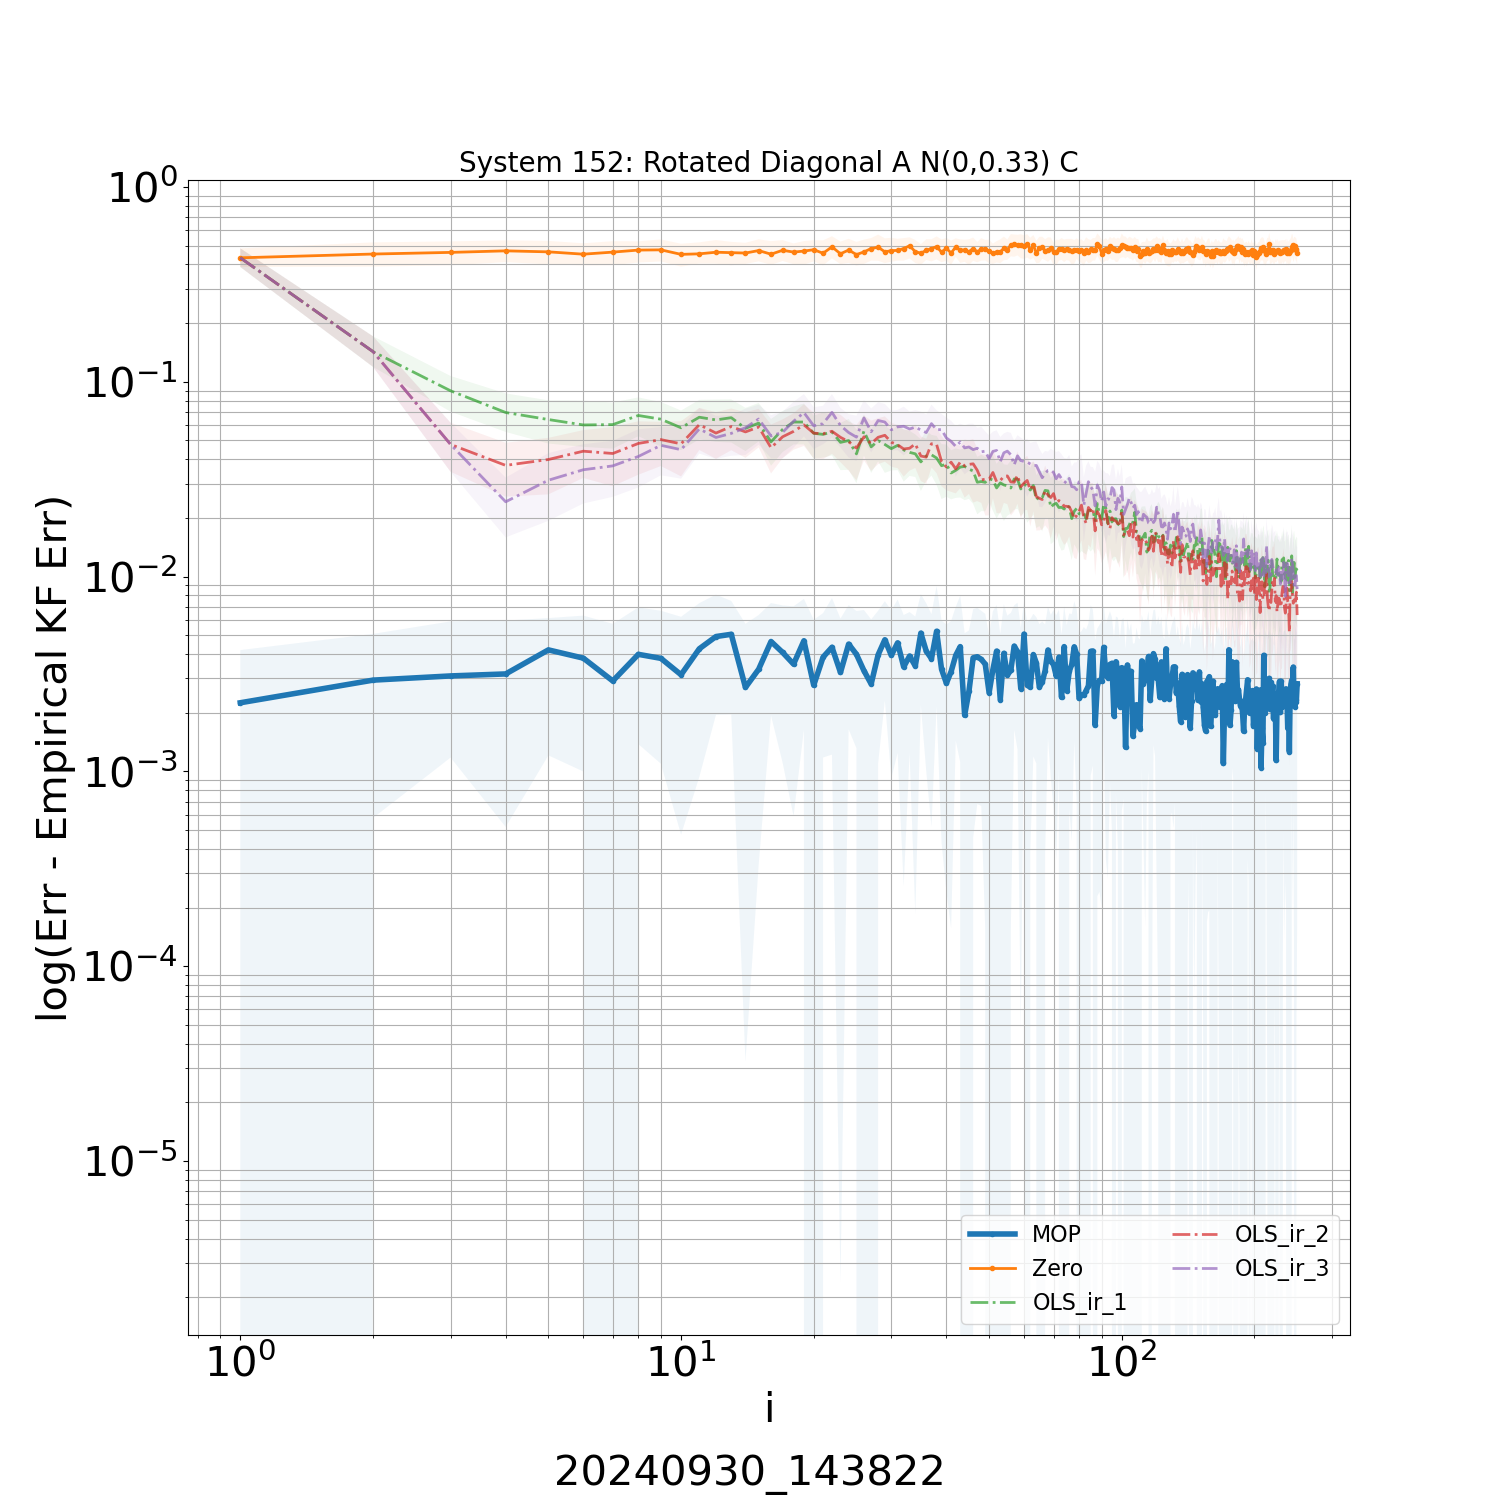 System 152: Rotated Diagonal A N(0,0.33) C
log(Err - Empirical KF Err)
10⁰
10⁻¹
10⁻²
10⁻³
10⁻⁴
10⁻⁵
MOP
Zero
OLS_ir_1
OLS_ir_2
OLS_ir_3
10⁰ 10¹ 10²
i
20240930_143822